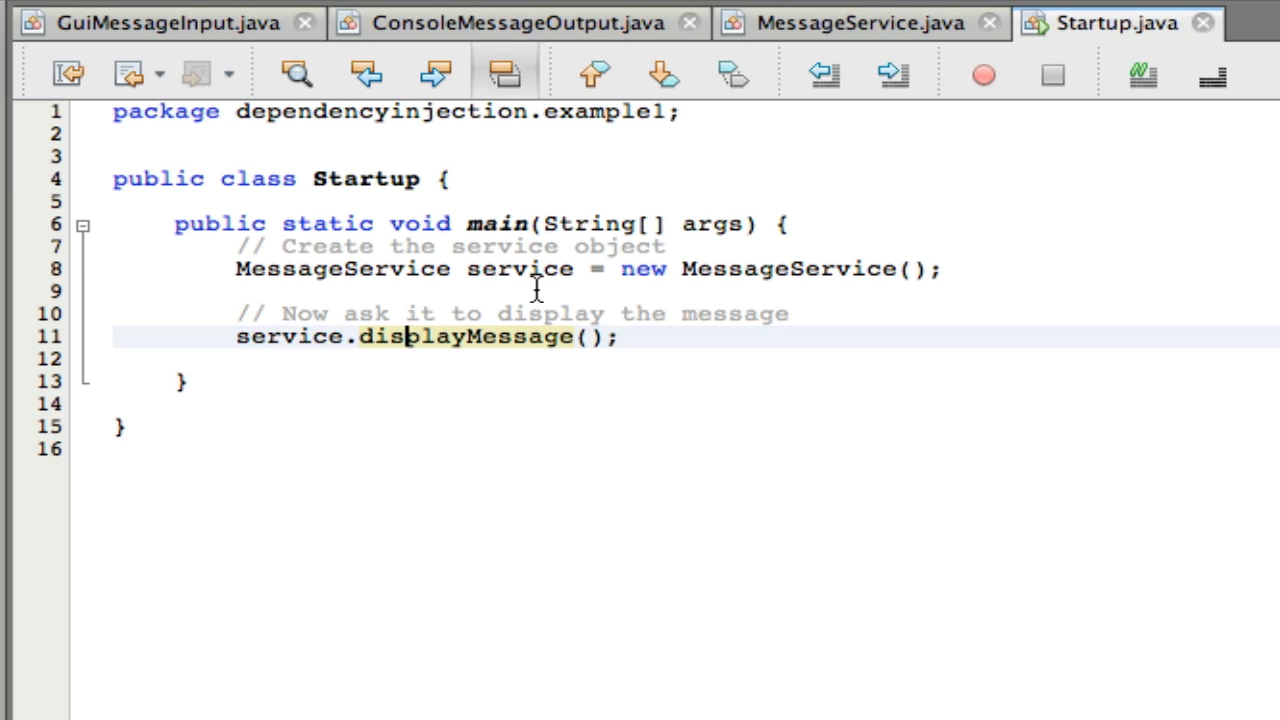 GuiMessageInput.java ConsoleMessageOutput.java MessageService.java Startup.java
1 package dependencyinjection.example1;
2
3
4 public class Startup {
5
6 public static void main(String[] args) {
7 // Create the service object
8 MessageService service = new MessageService();
9
10 // Now ask it to display the message
11 service.displayMessage();
12
13 }
14
15 }
16